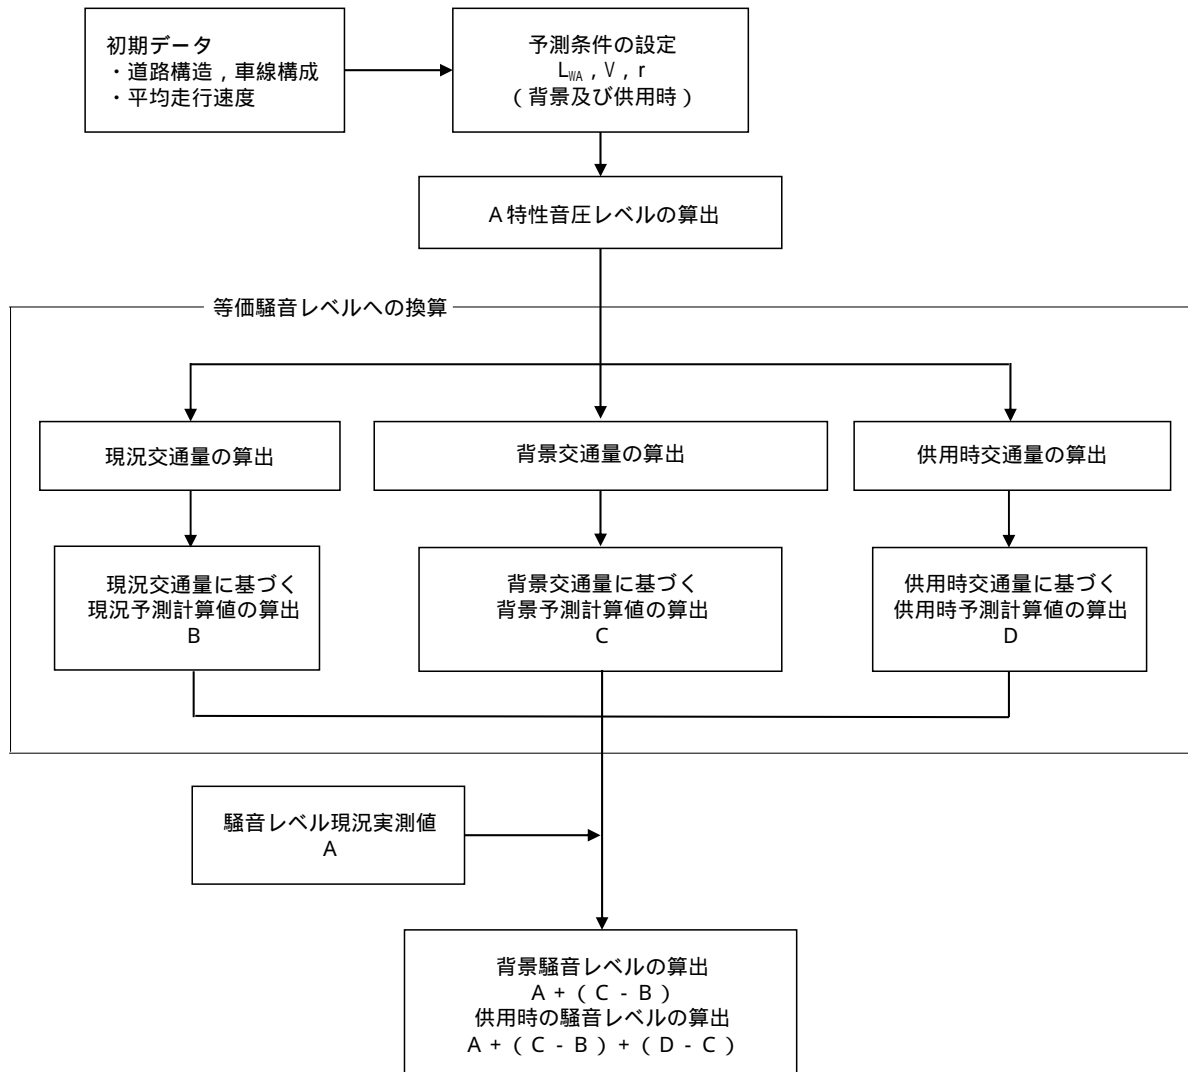 初期データ
・道路構造，車線構成
・平均走行速度
予測条件の設定
LWA，V，r
（背景及び供用時）
A特性音圧レベルの算出
等価騒音レベルへの換算
現況交通量の算出
背景交通量の算出
供用時交通量の算出
現況交通量に基づく
現況予測計算値の算出
B
背景交通量に基づく
背景予測計算値の算出
C
供用時交通量に基づく
供用時予測計算値の算出
D
騒音レベル現況実測値
A
背景騒音レベルの算出
A＋（C－B）
供用時の騒音レベルの算出
A＋（C－B）＋（D－C）